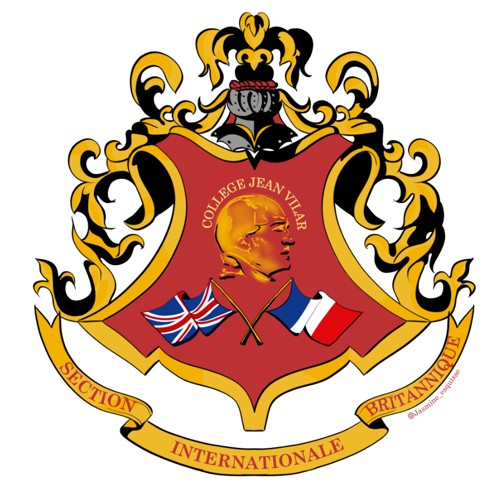 COLLEGE JEAN VILAR
SECTION
INTERNATIONALE
BRITANNIQUE
@Jasmine_esquisse